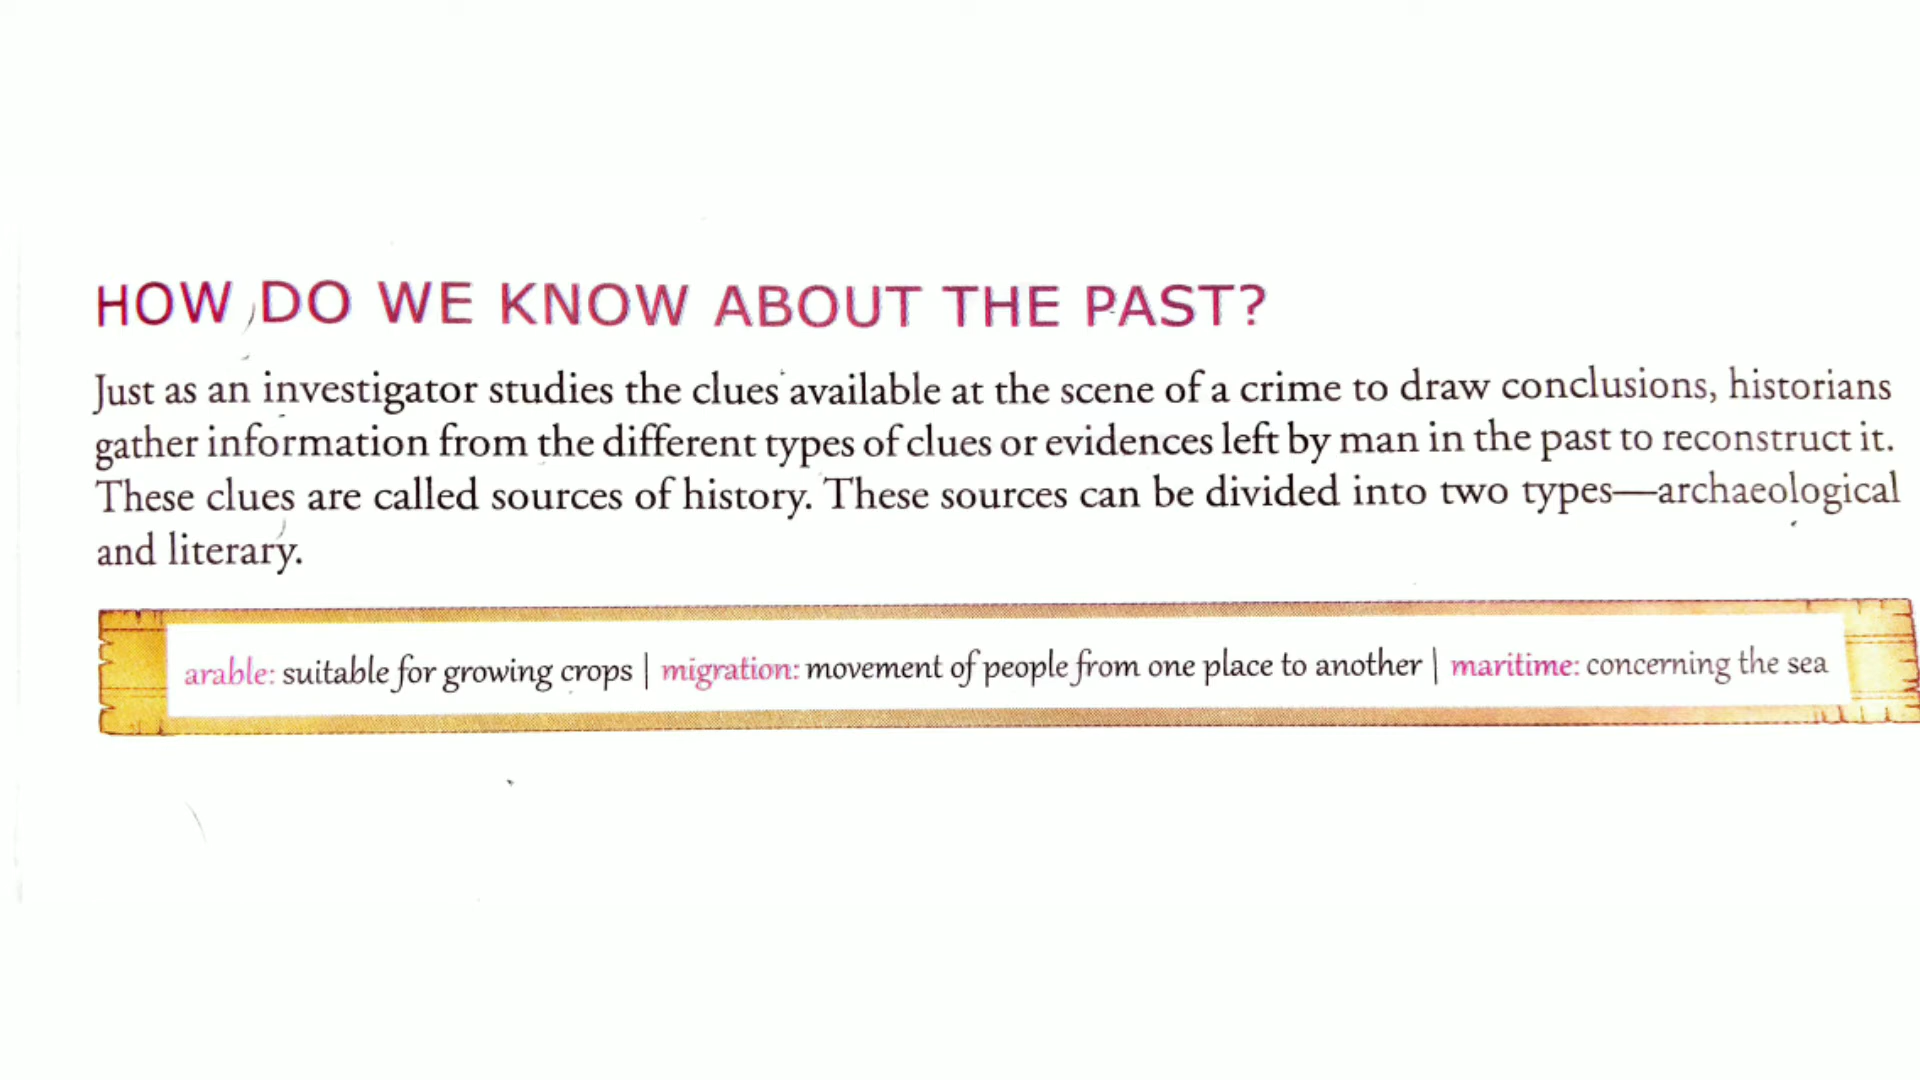 HOW DO WE KNOW ABOUT THE PAST?
Just as an investigator studies the clues available at the scene of a crime to draw conclusions, historians
gather information from the different types of clues or evidences left by man in the past to reconstruct it.
These clues are called sources of history. These sources can be divided into two types—archaeological
and literary.
arable: suitable for growing crops | migration: movement of people from one place to another | maritime: concerning the sea